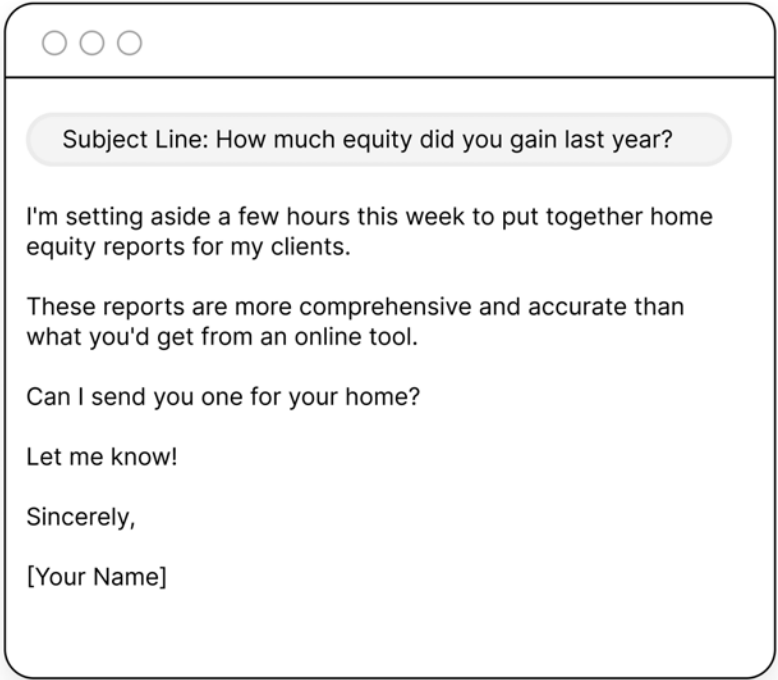 Subject Line: How much equity did you gain last year?
I'm setting aside a few hours this week to put together home
equity reports for my clients.
These reports are more comprehensive and accurate than
what you'd get from an online tool.
Can I send you one for your home?
Let me know!
Sincerely,
[Your Name]